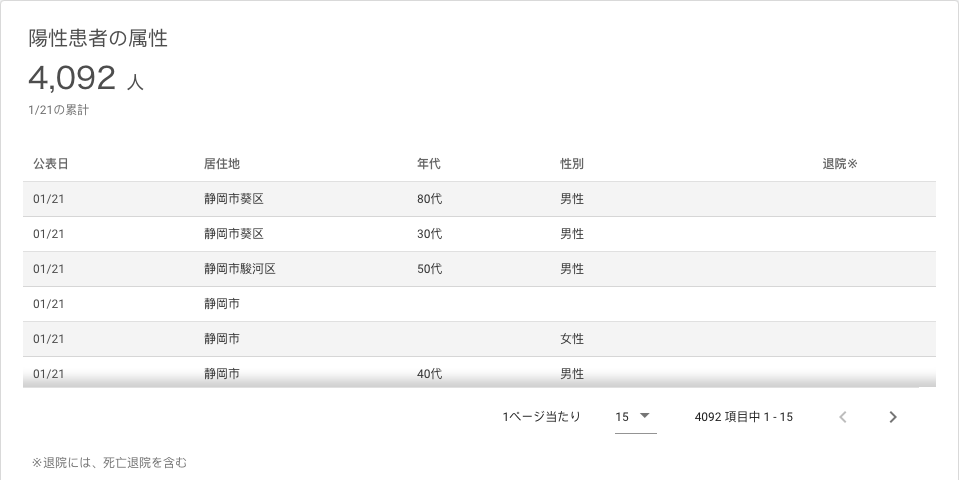 陽性患者の属性
4,092 人
1/21の累計
公表日 居住地 年代 性別 退院※
01/21 静岡市葵区 80代 男性
01/21 静岡市葵区 30代 男性
01/21 静岡市駿河区 50代 男性
01/21 静岡市
01/21 静岡市 女性
01/21 静岡市 40代 男性
1ページ当たり 15 4092 項目中 1 - 15
※退院には、死亡退院を含む